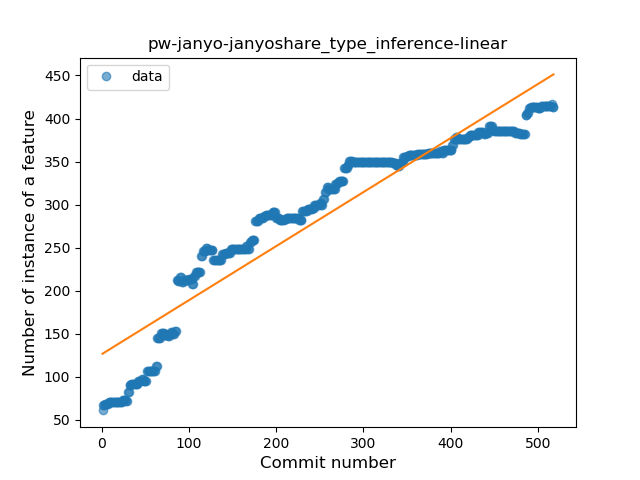 pw-janyo-janyoshare_type_inference-linear
data
Number of instance of a feature
450
400
350
300
250
200
150
100
50
0 100 200 300 400 500
Commit number